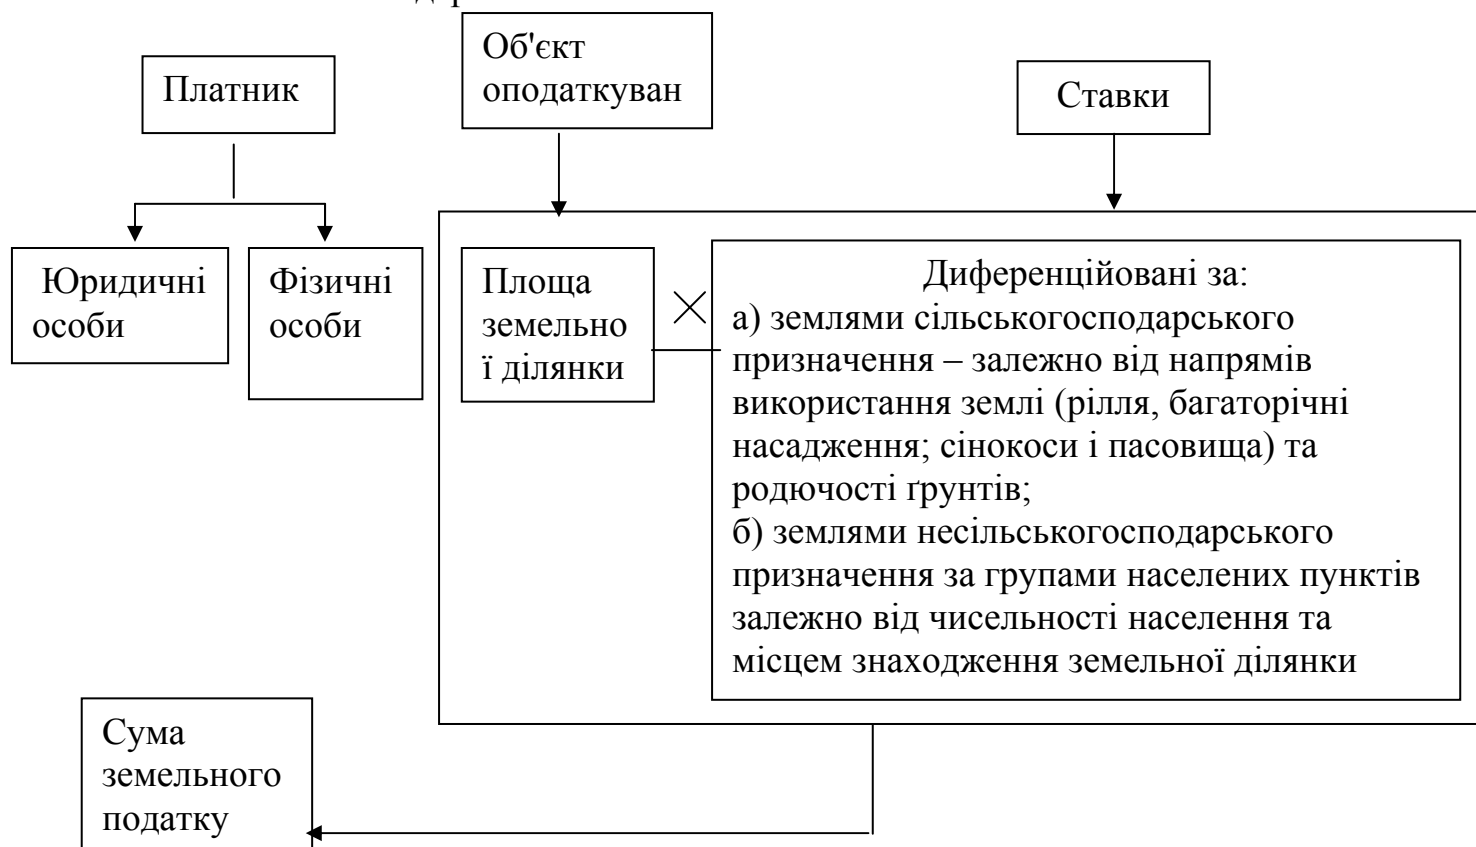 Об'єкт
оподаткуван
Платник
Ставки
Юридичні
особи
Фізичні
особи
Площа
земельно
ї ділянки
Диференційовані за:
а) землями сільськогосподарського
призначення – залежно від напрямів
використання землі (рілля, багаторічні
насадження; сінокоси і пасовища) та
родючості ґрунтів;
б) землями несільськогосподарського
призначення за групами населених пунктів
залежно від чисельності населення та
місцем знаходження земельної ділянки
Сума
земельного
податку